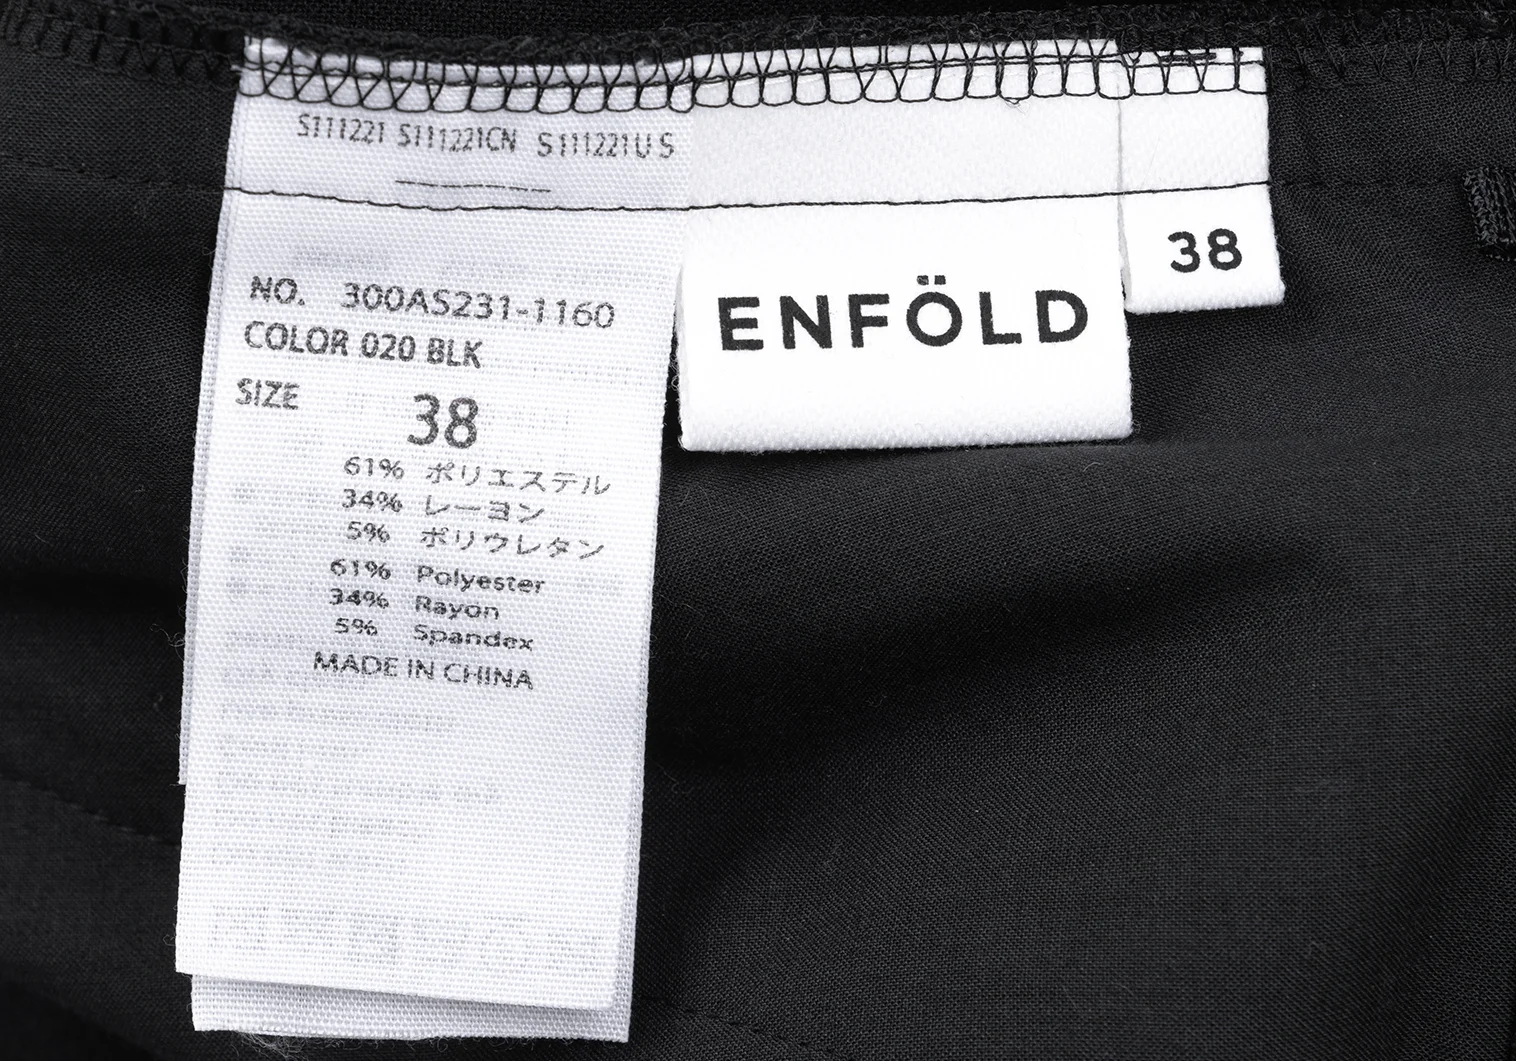 S111221 S111221CN S111221US
NO. 300AS231-1160
COLOR 020 BLK
SIZE 38
61% ポリエステル
34% レーヨン
5% ポリウレタン
61% Polyester
34% Rayon
5% Spandex
MADE IN CHINA
ENFÖLD
38